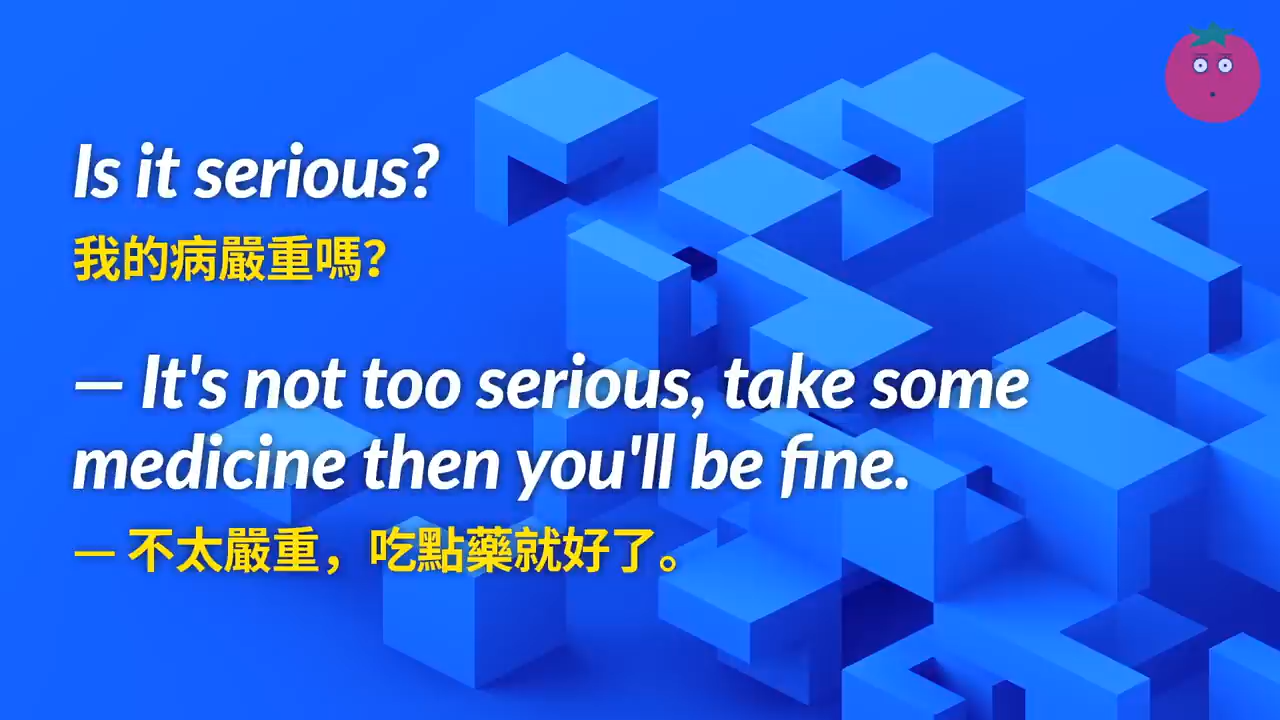 Is it serious?
我的病嚴重嗎?
— It's not too serious, take some
medicine then you'll be fine.
— 不太嚴重，吃點藥就好了。